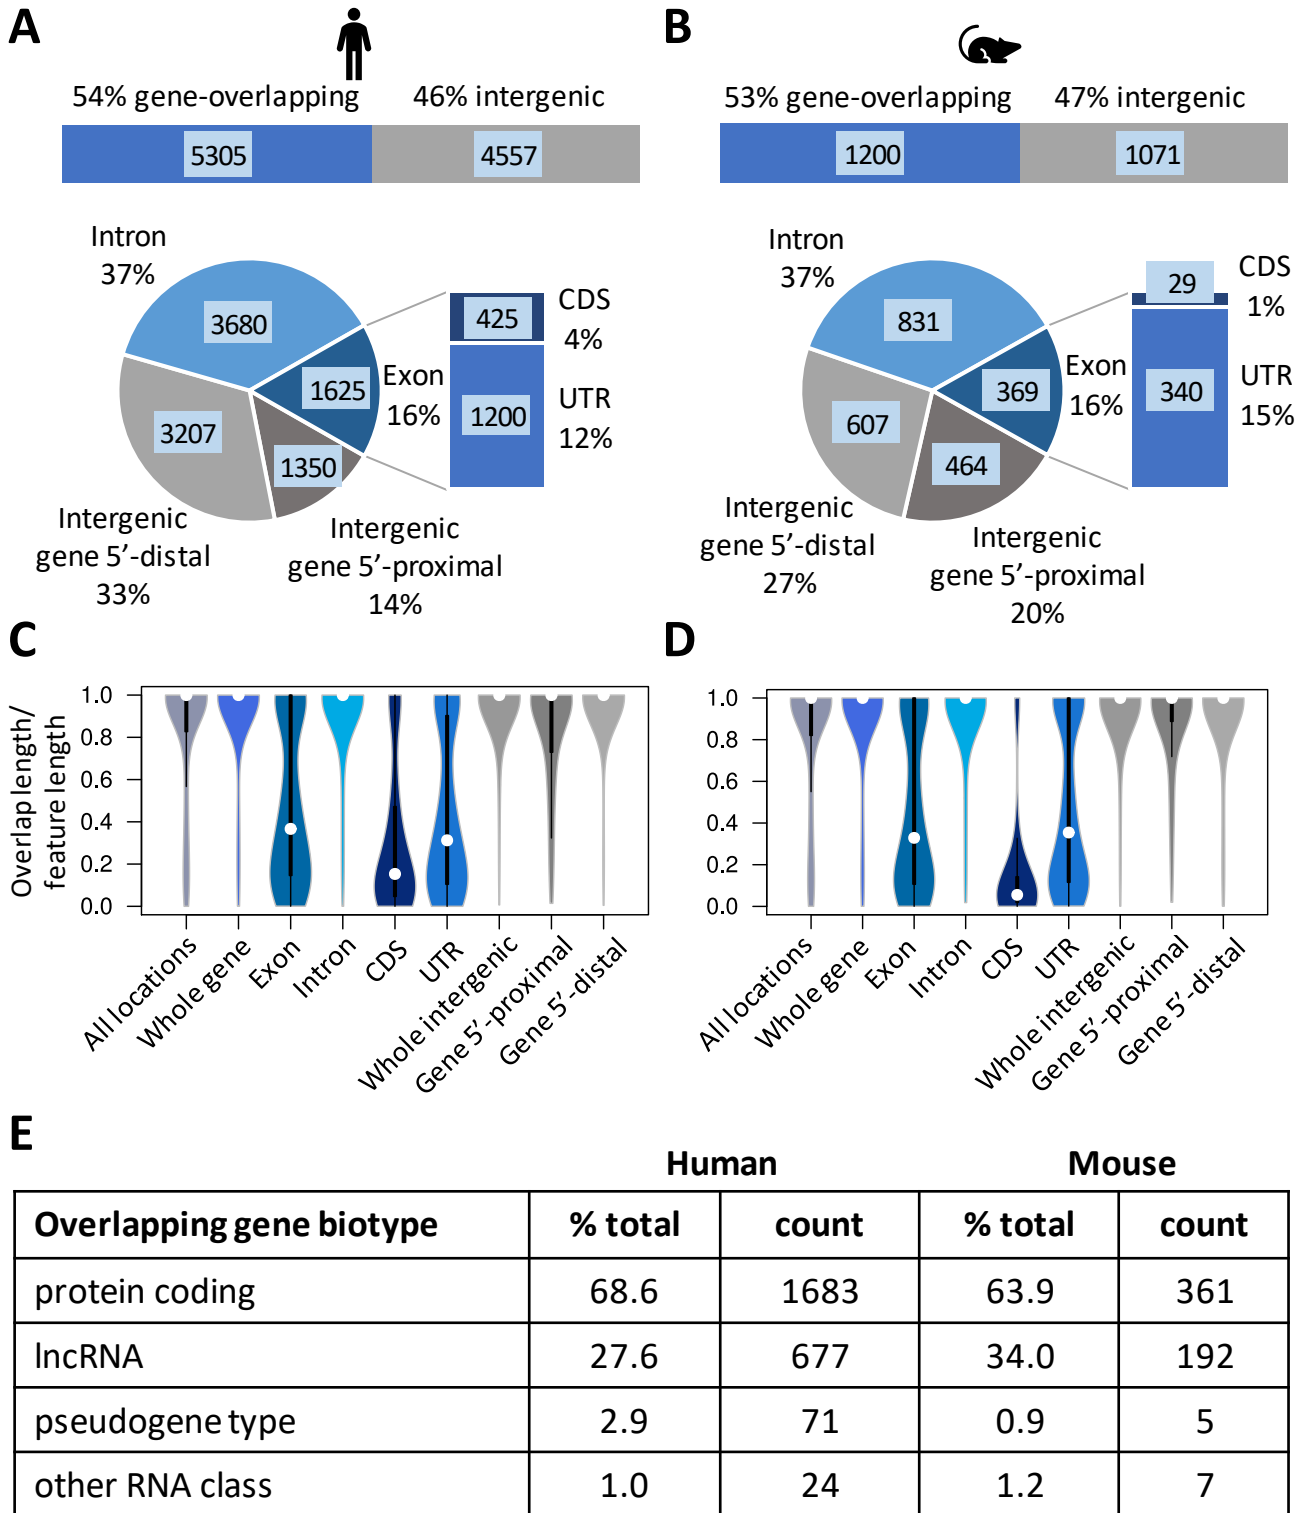 A
54% gene-overlapping 46% intergenic
5305 4557
Intron
37%
3680
Exon
16%
1625
3207
1350
Intergenic
gene 5’-distal
33%
Intergenic
gene 5’-proximal
14%
425
CDS
4%
1200
UTR
12%
B
53% gene-overlapping 47% intergenic
1200 1071
Intron
37%
831
Exon
16%
369
607
464
Intergenic
gene 5’-distal
27%
Intergenic
gene 5’-proximal
20%
29
CDS
1%
340
UTR
15%
C
Overlap length/
feature length
1.0
0.8
0.6
0.4
0.2
0.0
All locations
Whole gene
Exon
Intron
CDS
UTR
Whole intergenic
Gene 5’-proximal
Gene 5’-distal
D
1.0
0.8
0.6
0.4
0.2
0.0
All locations
Whole gene
Exon
Intron
CDS
UTR
Whole intergenic
Gene 5’-proximal
Gene 5’-distal
E
Human Mouse
Overlapping gene biotype % total count % total count
protein coding 68.6 1683 63.9 361
lncRNA 27.6 677 34.0 192
pseudogene type 2.9 71 0.9 5
other RNA class 1.0 24 1.2 7